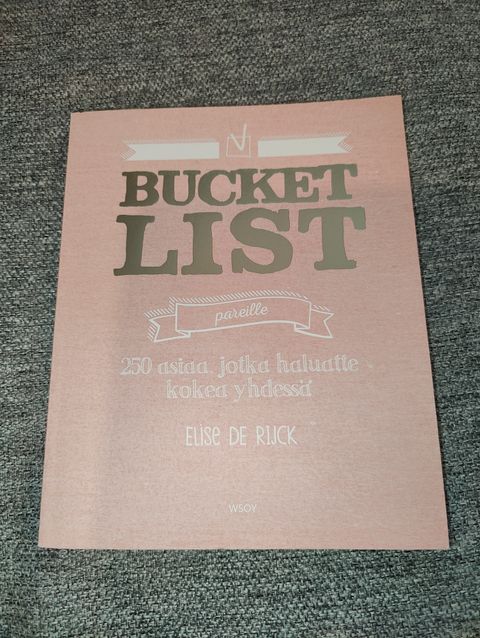 BUCKET
LIST
pareille
250 asiaa, jotka haluatte
kokea yhdessä
ELISE DE RIJCK
WSOY